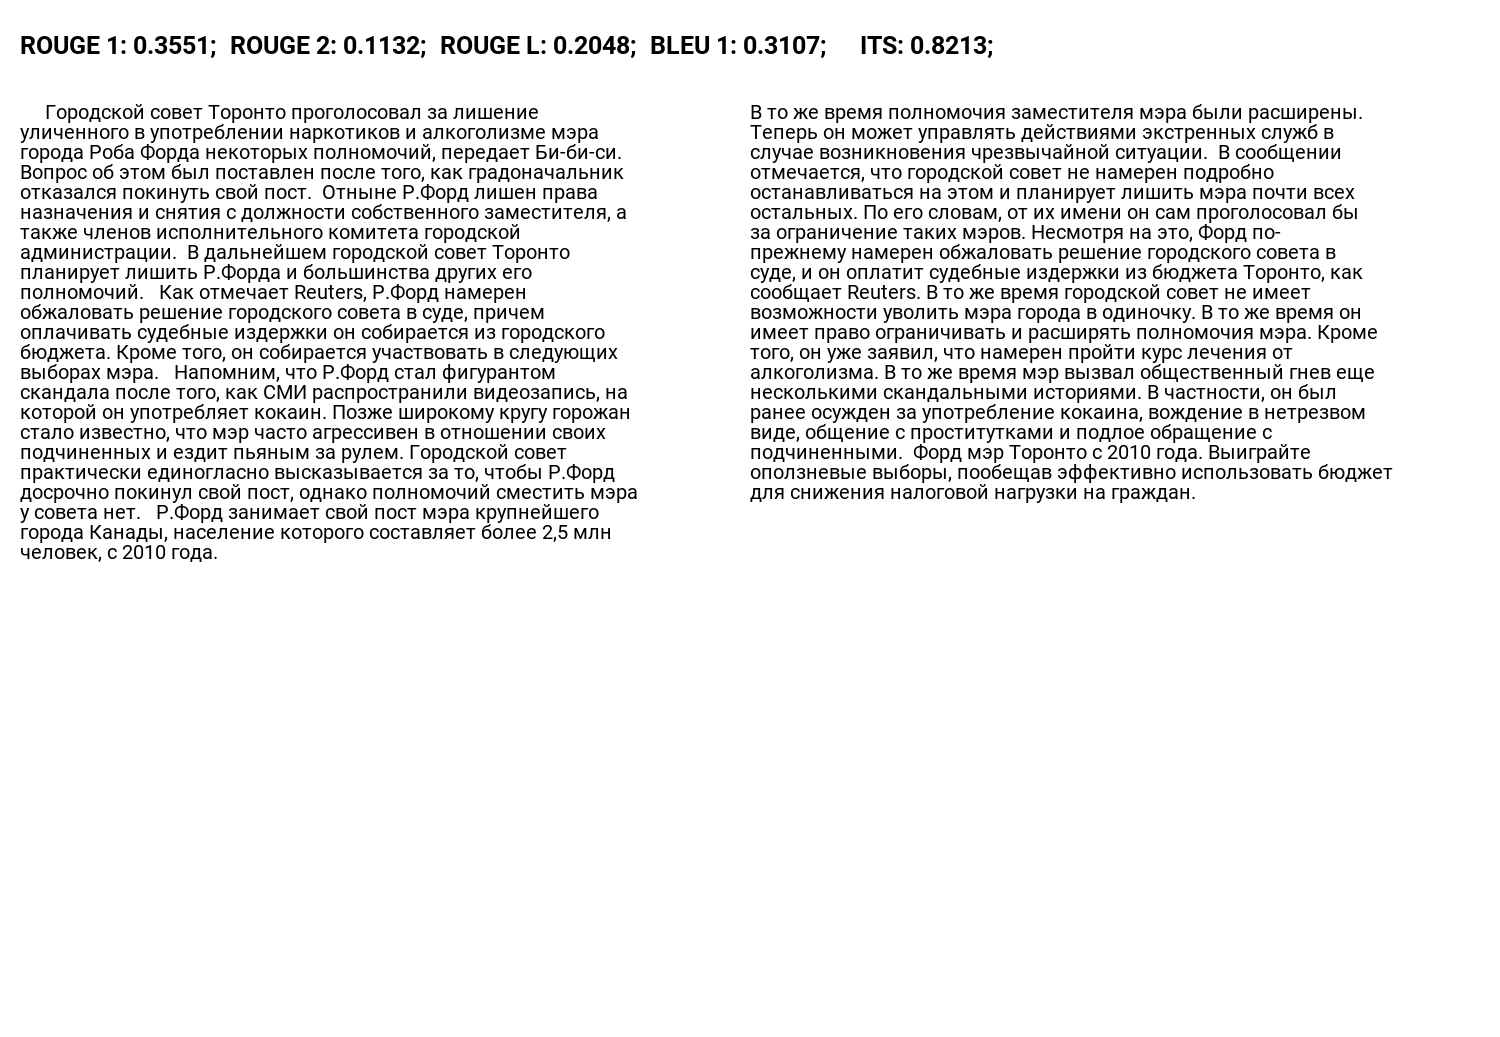 ROUGE 1: 0.3551;  ROUGE 2: 0.1132;  ROUGE L: 0.2048;  BLEU 1: 0.3107;     ITS: 0.8213;
Городской совет Торонто проголосовал за лишение
уличенного в употреблении наркотиков и алкоголизме мэра
города Роба Форда некоторых полномочий, передает Би-би-си.
Вопрос об этом был поставлен после того, как градоначальник
отказался покинуть свой пост.  Отныне Р.Форд лишен права
назначения и снятия с должности собственного заместителя, а
также членов исполнительного комитета городской
администрации.  В дальнейшем городской совет Торонто
планирует лишить Р.Форда и большинства других его
полномочий.   Как отмечает Reuters, Р.Форд намерен
обжаловать решение городского совета в суде, причем
оплачивать судебные издержки он собирается из городского
бюджета. Кроме того, он собирается участвовать в следующих
выборах мэра.   Напомним, что Р.Форд стал фигурантом
скандала после того, как СМИ распространили видеозапись, на
которой он употребляет кокаин. Позже широкому кругу горожан
стало известно, что мэр часто агрессивен в отношении своих
подчиненных и ездит пьяным за рулем. Городской совет
практически единогласно высказывается за то, чтобы Р.Форд
досрочно покинул свой пост, однако полномочий сместить мэра
у совета нет.   Р.Форд занимает свой пост мэра крупнейшего
города Канады, население которого составляет более 2,5 млн
человек, с 2010 года.
В то же время полномочия заместителя мэра были расширены.
Теперь он может управлять действиями экстренных служб в
случае возникновения чрезвычайной ситуации.  В сообщении
отмечается, что городской совет не намерен подробно
останавливаться на этом и планирует лишить мэра почти всех
остальных. По его словам, от их имени он сам проголосовал бы
за ограничение таких мэров. Несмотря на это, Форд по-
прежнему намерен обжаловать решение городского совета в
суде, и он оплатит судебные издержки из бюджета Торонто, как
сообщает Reuters. В то же время городской совет не имеет
возможности уволить мэра города в одиночку. В то же время он
имеет право ограничивать и расширять полномочия мэра. Кроме
того, он уже заявил, что намерен пройти курс лечения от
алкоголизма. В то же время мэр вызвал общественный гнев еще
несколькими скандальными историями. В частности, он был
ранее осужден за употребление кокаина, вождение в нетрезвом
виде, общение с проститутками и подлое обращение с
подчиненными.  Форд мэр Торонто с 2010 года. Выиграйте
оползневые выборы, пообещав эффективно использовать бюджет
для снижения налоговой нагрузки на граждан.